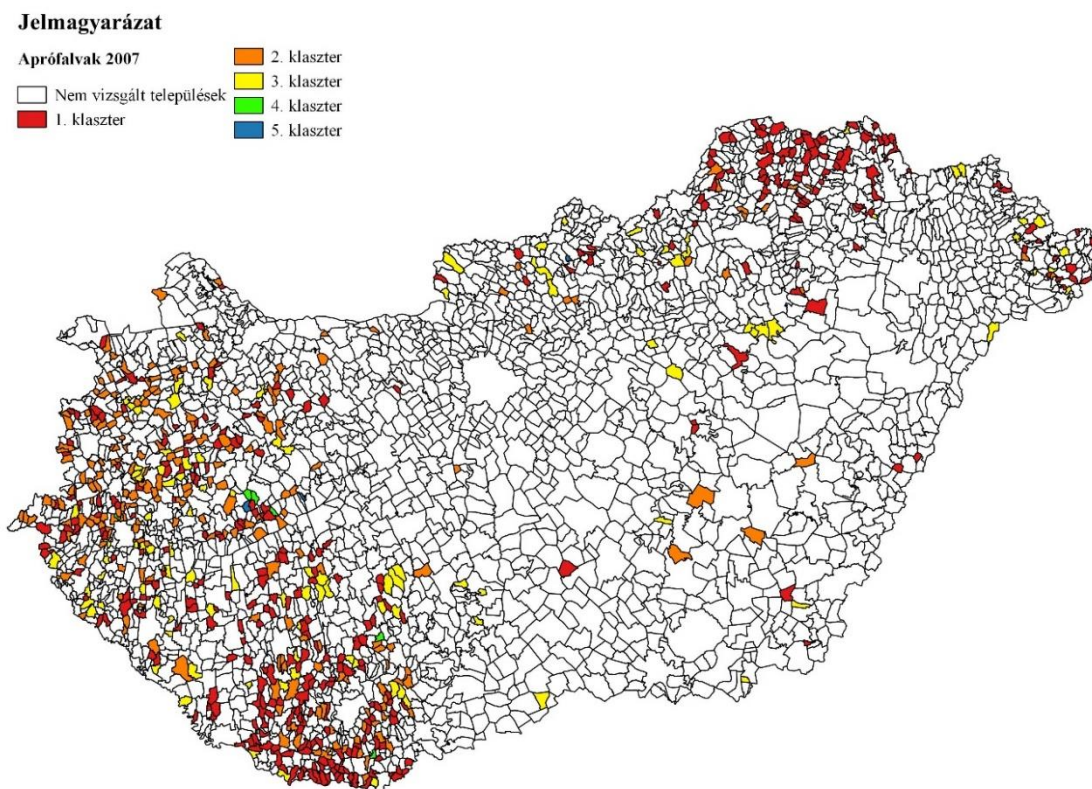 Jelmagyarázat
Aprófalvak 2007
Nem vizsgált települések
1. klaszter
2. klaszter
3. klaszter
4. klaszter
5. klaszter